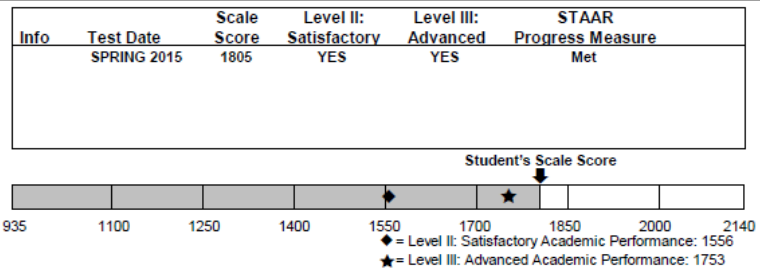 Scale Level II: Level III: STAAR
Info Test Date Score Satisfactory Advanced Progress Measure
SPRING 2015 1805 YES YES Met
Student's Scale Score
935 1100 1250 1400 1550 1700 1850 2000 2140
◆ = Level II: Satisfactory Academic Performance: 1556
★ = Level III: Advanced Academic Performance: 1753